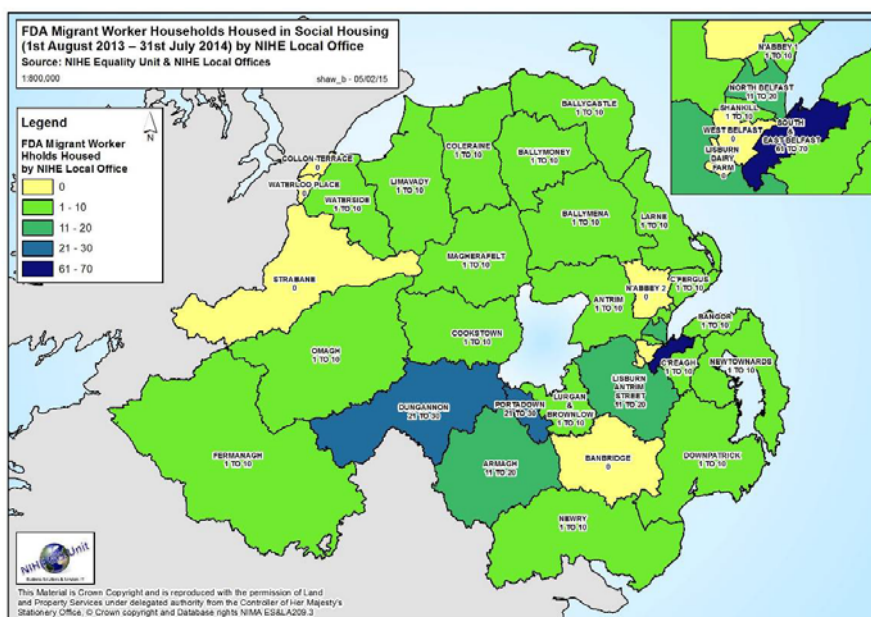 FDA Migrant Worker Households Housed in Social Housing
(1st August 2013 – 31st July 2014) by NIHE Local Office
Source: NIHE Equality Unit & NIHE Local Offices
1:800,000
shaw_b - 05/02/15
Legend
N
FDA Migrant Worker
Hholds Housed
by NIHE Local Office
0
1 - 10
11 - 20
21 - 30
61 - 70
N'ABBEY 1
1 TO 10
NORTH BELFAST
11 TO 20
SHANKILL
1 TO 10
WEST BELFAST
0
SOUTH
&
EAST BELFAST
61 TO 70
LISBURN
DAIRY
FARM
0
BALLYCASTLE
1 TO 10
COLERAINE
1 TO 10
BALLYMONEY
1 TO 10
COLLON TERRACE
0
LIMAVADY
1 TO 10
WATERLOO PLACE
0
WATERSIDE
1 TO 10
BALLYMENA
1 TO 10
LARNE
1 TO 10
MAGHERAFELT
1 TO 10
STRABANE
0
N'ABBEY 2
0
C'FERGUS
1 TO 10
ANTRIM
1 TO 10
BANGOR
1 TO 10
COOKSTOWN
1 TO 10
OMAGH
1 TO 10
C'REAGH
1 TO 10
NEWTOWNARDS
1 TO 10
LISBURN
ANTRIM
STREET
11 TO 20
DUNGANNON
21 TO 30
PORTADOWN
21 TO 30
LURGAN
&
BROWNLOW
1 TO 10
FERMANAGH
1 TO 10
ARMAGH
11 TO 20
BANBRIDGE
0
DOWNPATRICK
1 TO 10
NEWRY
1 TO 10
This Material is Crown Copyright and is reproduced with the permission of Land
and Property Services under delegated authority from the Controller of Her Majesty's
Stationery Office, © Crown copyright and Database rights NIMA ES&LA209.3